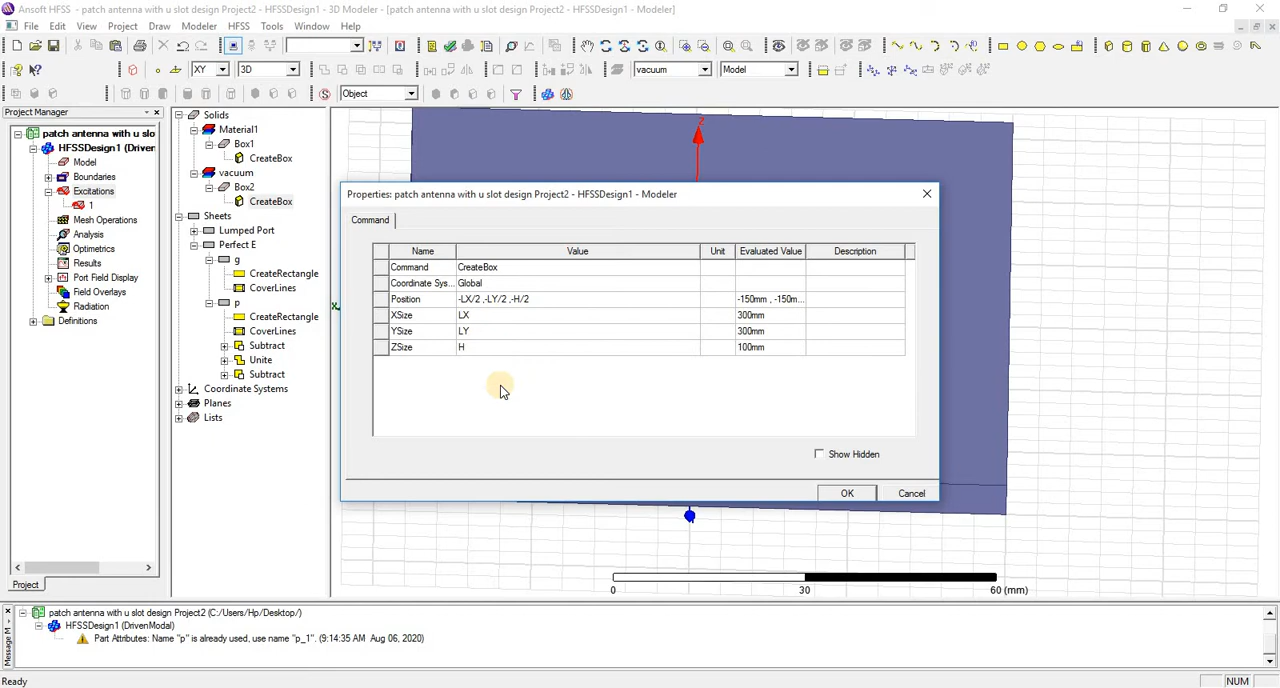 Ansoft HFSS - patch antenna with u slot design Project2 - HFSSDesign1 - 3D Modeler - [patch antenna with u slot design Project2 - HFSSDesign1 - Modeler]
File Edit View Project Draw Modeler HFSS Tools Window Help
XY 3D vacuum Model
Object
Project Manager
patch antenna with u slo
HFSSDesign1 (Driven
Model
Boundaries
Excitations
1
Mesh Operations
Analysis
Optimetrics
Results
Port Field Display
Field Overlays
Radiation
Definitions
Project
Solids
Material1
Box1
CreateBox
vacuum
Box2
CreateBox
Sheets
Lumped Port
Perfect E
g
CreateRectangle
CoverLines
p
CreateRectangle
CoverLines
Subtract
Unite
Subtract
Coordinate Systems
Planes
Lists
Z
Properties: patch antenna with u slot design Project2 - HFSSDesign1 - Modeler
Command
Name Value Unit Evaluated Value Description
Command CreateBox
Coordinate Sys... Global
Position -LX/2 ,-LY/2 ,-H/2 -150mm , -150m...
XSize LX 300mm
YSize LY 300mm
ZSize H 100mm
Show Hidden
OK Cancel
0 30 60 (mm)
patch antenna with u slot design Project2 (C:/Users/Hp/Desktop/)
HFSSDesign1 (DrivenModal)
Part Attributes: Name "p" is already used, use name "p_1". (9:14:35 AM Aug 06, 2020)
Message M
Ready NUM